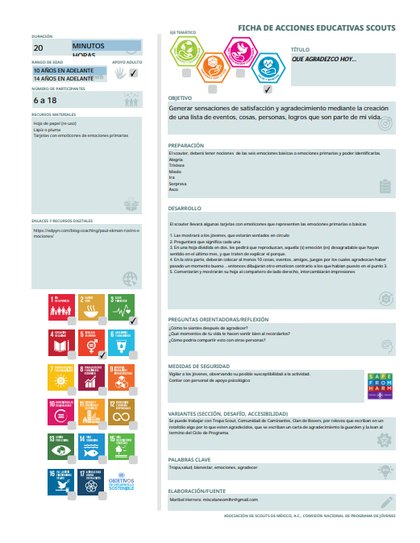 FICHA DE ACCIONES EDUCATIVAS SCOUTS
DURACIÓN
20
MINUTOS
HORAS
RANGO DE EDAD
APOYO ADULTO
10 AÑOS EN ADELANTE
14 AÑOS EN ADELANTE
NÚMERO DE PARTICIPANTES
6 a 18
RECURSOS MATERIALES
Hoja de papel (re-uso)
Lápiz o pluma
Tarjetas con emociones de emociones primarias
ENLACES Y RECURSOS DIGITALES
EJE TEMÁTICO
TÍTULO
QUE AGRADEZCO HOY...
OBJETIVO
Generar sensaciones de satisfacción y agradecimiento mediante la creación
de una lista de eventos, cosas, personas, logros que son parte de mi vida.
PREPARACIÓN
El scouter, deberá tener nociones de las seis emociones básicas o emociones primarias y poder identificarlas.
Alegría
Tristeza
Miedo
Ira
Sorpresa
Asco
DESARROLLO
El scouter llevará algunas tarjetas con emociones que representen las emociones primarias o básicas
1. Las mostrará a los jóvenes, que estarán sentados en círculo
2. Preguntará que significa cada una
3. En una hoja dividida en dos, les pedirá que reproduzcan, aquella (s) emoción (es) desagradable que hayan
sentido en el último mes, y que traten de explicar el porqué.
4. En la otra parte, deberán colocar al menos 10 cosas, eventos, amigos, juegos por los cuales agradezcan haber
pasado un momento bueno
5. Comentarán y mostrarán su hoja al compañero de lado derecho, intercambiarán impresiones
PREGUNTAS ORIENTADORAS/REFLEXIÓN
¿Cómo te sientes después de agradecer?
¿Qué momentos de tu vida te hacen sentir bien al recordarlos?
¿Cómo podría compartir esto con otras personas?
MEDIDAS DE SEGURIDAD
Vigilar a los jóvenes, observando su posible susceptibilidad a la actividad.
Contar con personal de apoyo psicológico
SAFE
FROM
HARM
VARIANTES (SECCIÓN, DESAFÍO, ACCESIBILIDAD)
Se puede trabajar con Tropa Scout, Comunidad de Caminantes, Clan de Rovers, por relevos que escriban en un
rotafolio algo por lo que esten agradecidos, que se escriban un carta de agradecimiento la guarden y la lean al
termino del Ciclo de Programa.
PALABRAS CLAVE
Tropa,salud, bienestar, emociones, agradecer
ELABORACIÓN/FUENTE
ASOCIACIÓN DE SCOUTS DE MÉXICO, A.C., COMISIÓN NACIONAL DE PROGRAMA DE JÓVENES